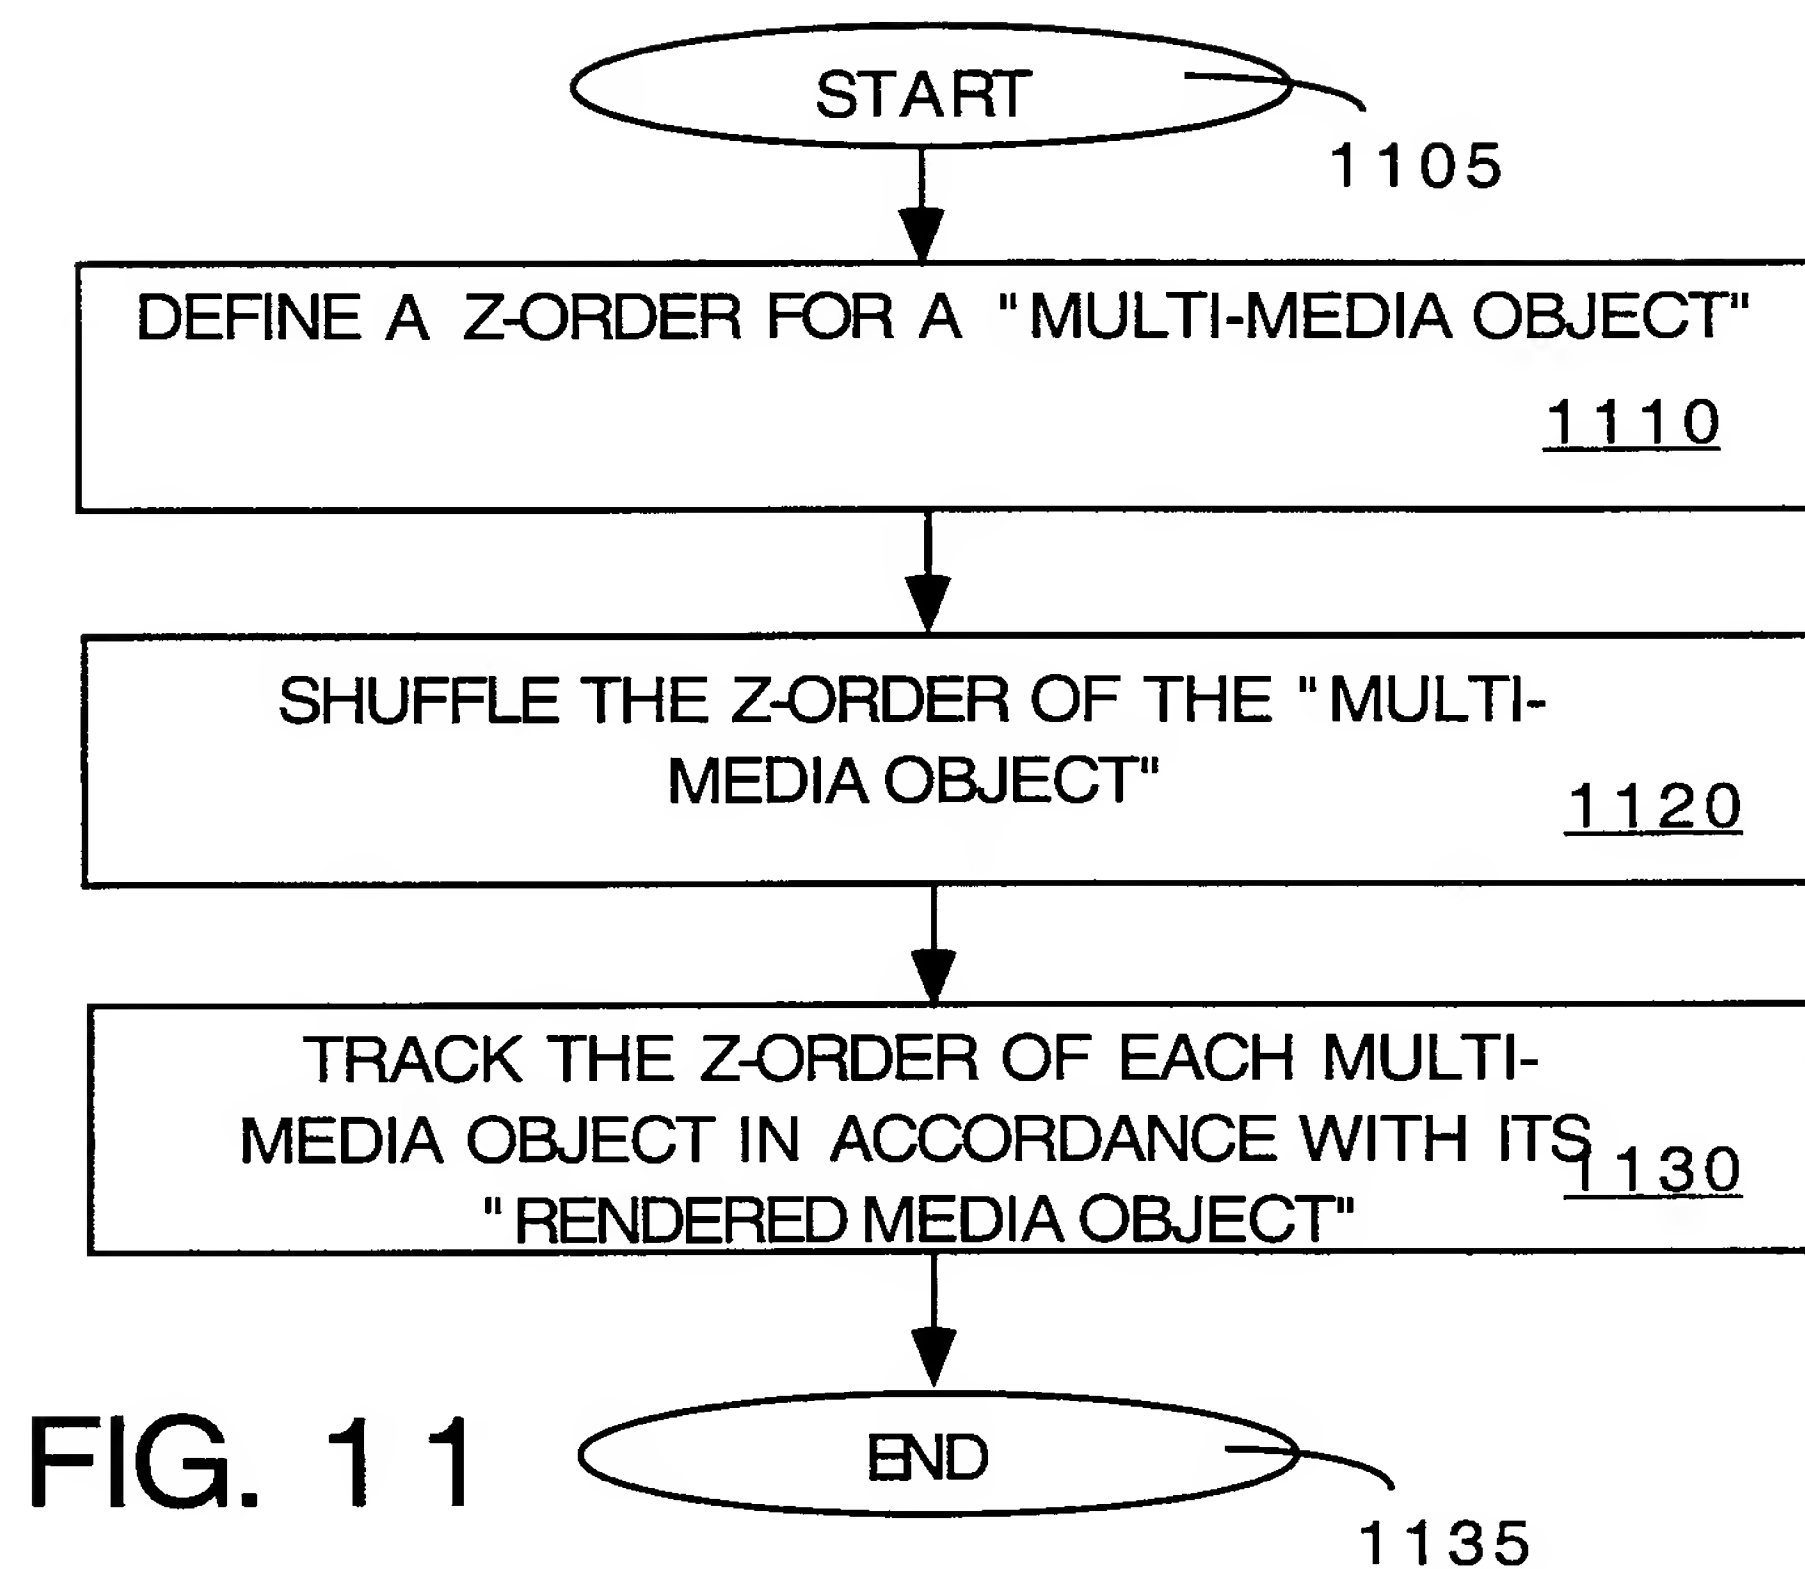 START
1105
DEFINE A Z-ORDER FOR A "MULTI-MEDIA OBJECT"
1110
SHUFFLE THE Z-ORDER OF THE "MULTI-
MEDIA OBJECT"
1120
TRACK THE Z-ORDER OF EACH MULTI-
MEDIA OBJECT IN ACCORDANCE WITH ITS
1130
"RENDERED MEDIA OBJECT"
END
FIG. 11
1135